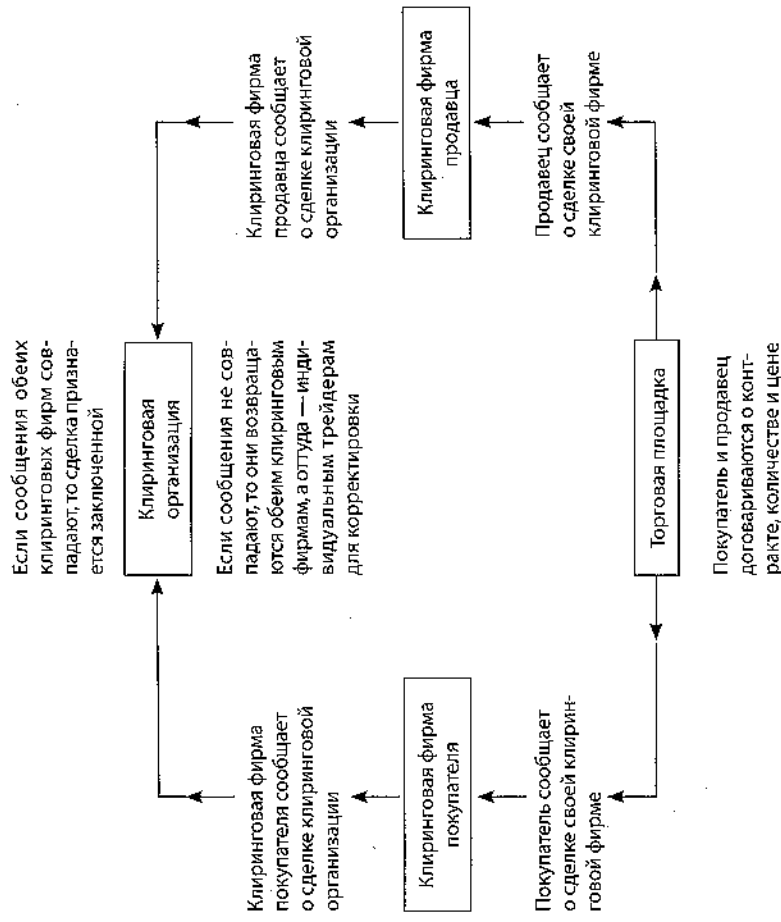 Если сообщения обеих
клиринговых фирм сов-
падают, то сделка призна-
ется заключенной
Клиринговая
организация
Если сообщения не сов-
падают, то они возвраща-
ются обеим клиринговым
фирмам, а оттуда — инди-
видуальным трейдерам
для корректировки
Клиринговая фирма
покупателя сообщает
о сделке клиринговой
организации
Клиринговая фирма
продавца сообщает
о сделке клиринговой
организации
Клиринговая фирма
покупателя
Клиринговая фирма
продавца
Покупатель сообщает
о сделке своей клирин-
говой фирме
Продавец сообщает
о сделке своей
клиринговой фирме
Торговая площадка
Покупатель и продавец
договариваются о конт-
ракте, количестве и цене